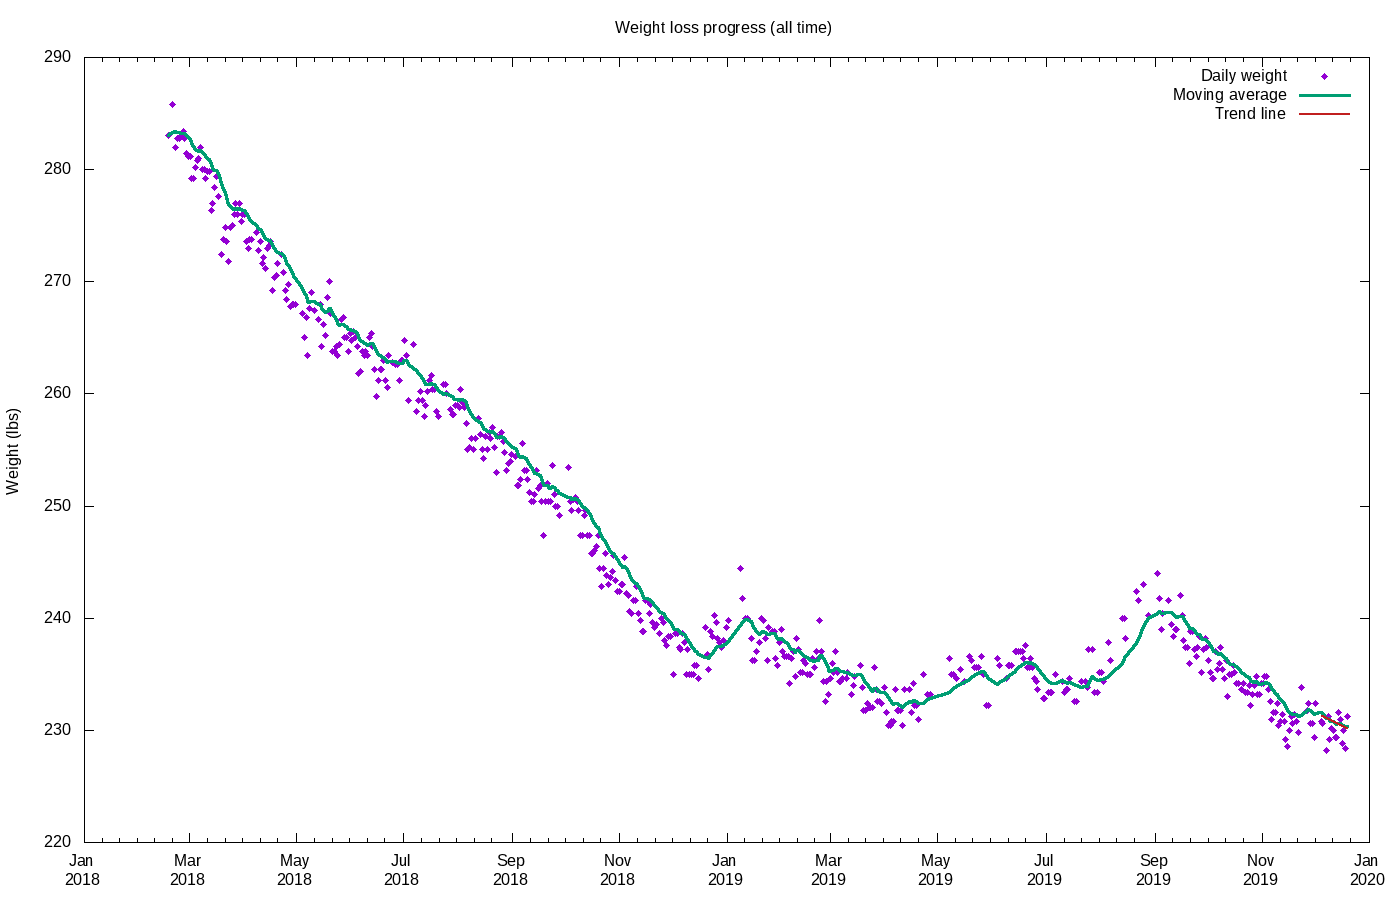 Weight loss progress (all time)
290
280
270
260
250
240
230
220
Weight (lbs)
Daily weight
Moving average
Trend line
Jan Mar May Jul Sep Nov Jan Mar May Jul Sep Nov Jan
2018 2018 2018 2018 2018 2018 2019 2019 2019 2019 2019 2019 2020